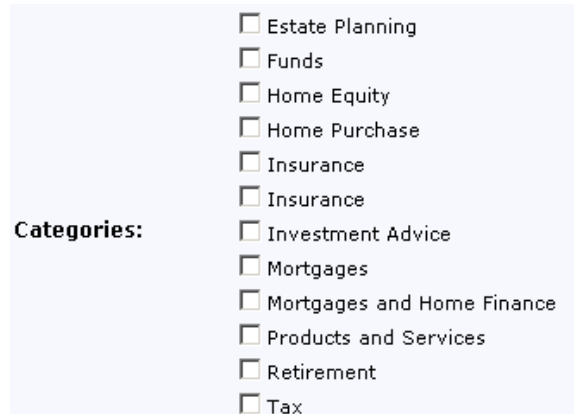 Estate Planning
Funds
Home Equity
Home Purchase
Insurance
Insurance
Categories: Investment Advice
Mortgages
Mortgages and Home Finance
Products and Services
Retirement
Tax